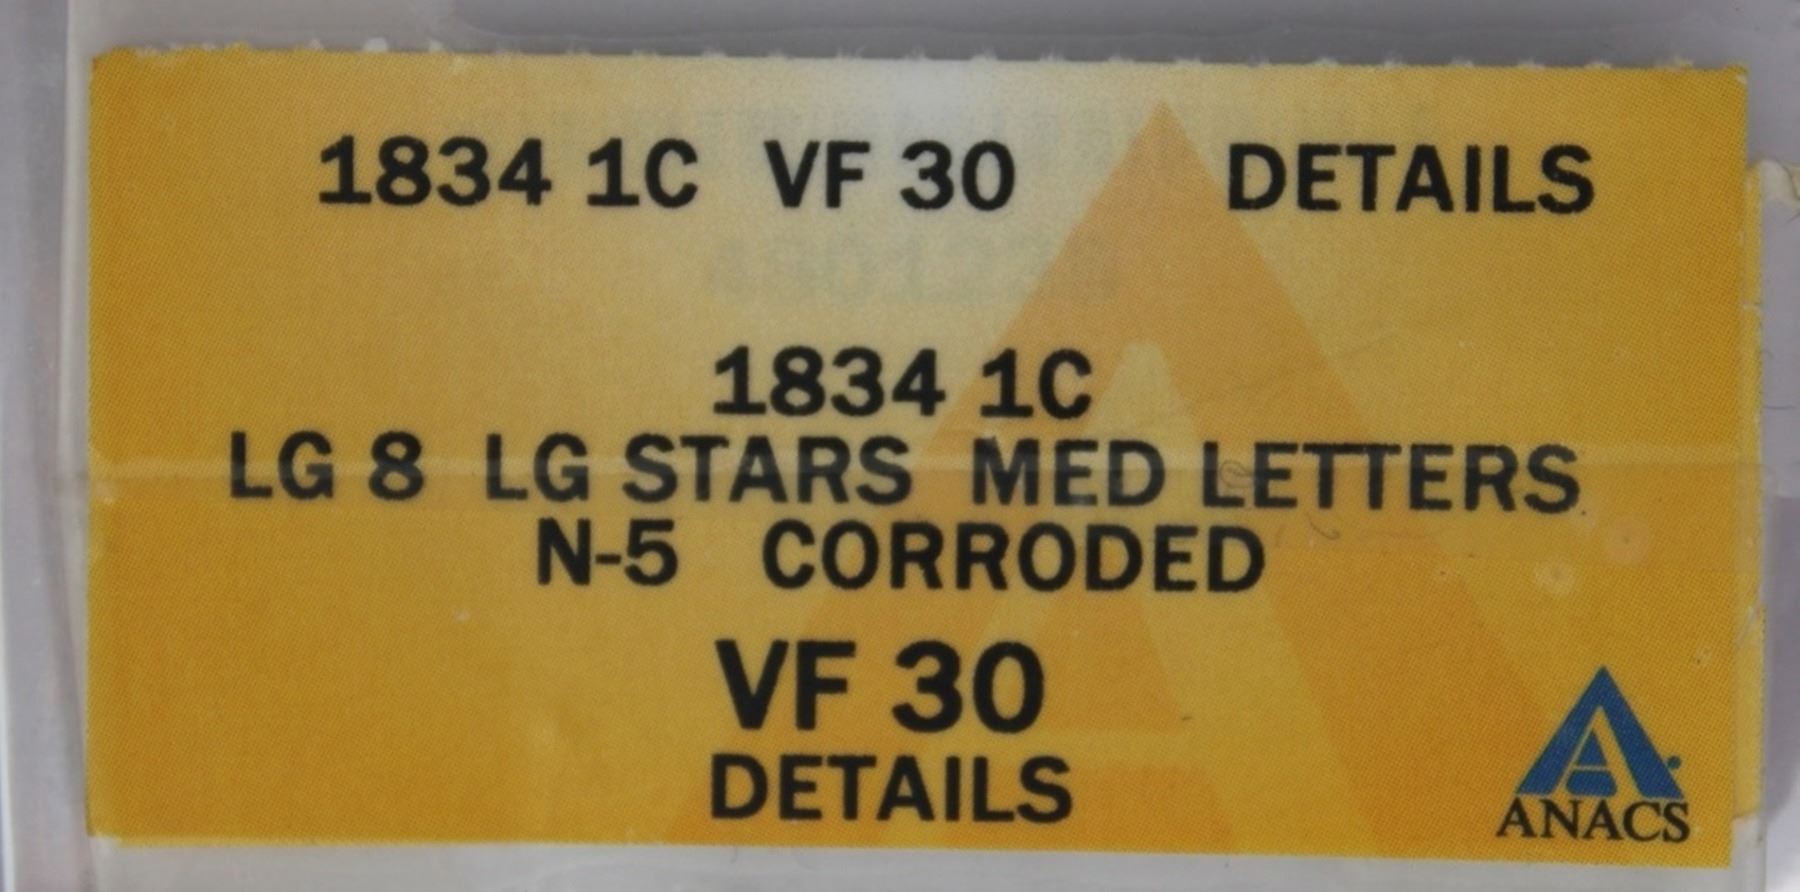 1834 1C VF 30 DETAILS
1834 1C
LG 8 LG STARS MED LETTERS
N-5 CORRODED
VF 30
DETAILS
ANACS